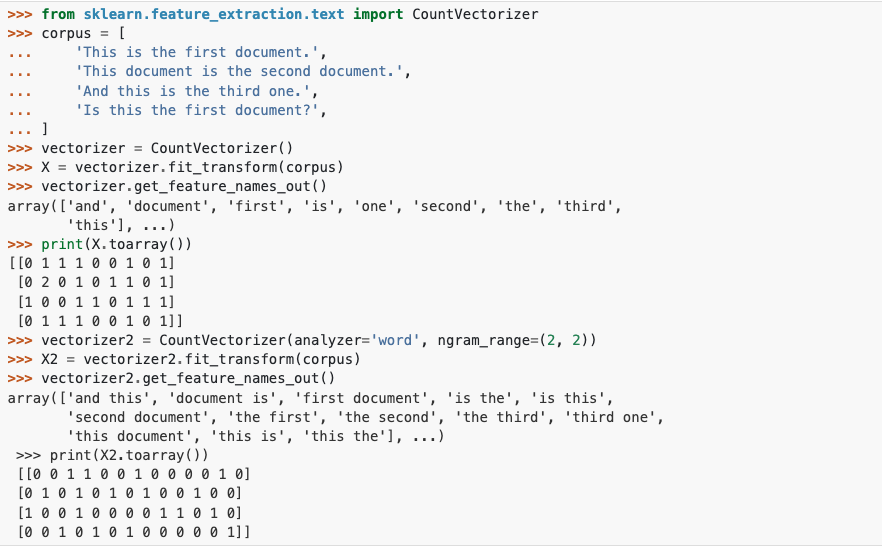 >>> from sklearn.feature_extraction.text import CountVectorizer
>>> corpus = [
...     'This is the first document.',
...     'This document is the second document.',
...     'And this is the third one.',
...     'Is this the first document?',
... ]
>>> vectorizer = CountVectorizer()
>>> X = vectorizer.fit_transform(corpus)
>>> vectorizer.get_feature_names_out()
array(['and', 'document', 'first', 'is', 'one', 'second', 'the', 'third',
       'this'], ...)
>>> print(X.toarray())
[[0 1 1 1 0 0 1 0 1]
 [0 2 0 1 0 1 1 0 1]
 [1 0 0 1 1 0 1 1 1]
 [0 1 1 1 0 0 1 0 1]]
>>> vectorizer2 = CountVectorizer(analyzer='word', ngram_range=(2, 2))
>>> X2 = vectorizer2.fit_transform(corpus)
>>> vectorizer2.get_feature_names_out()
array(['and this', 'document is', 'first document', 'is the', 'is this',
       'second document', 'the first', 'the second', 'the third', 'third one',
       'this document', 'this is', 'this the'], ...)
 >>> print(X2.toarray())
 [[0 0 1 1 0 0 1 0 0 0 0 1 0]
 [0 1 0 1 0 1 0 1 0 0 1 0 0]
 [1 0 0 1 0 0 0 0 1 1 0 1 0]
 [0 0 1 0 1 0 1 0 0 0 0 0 1]]